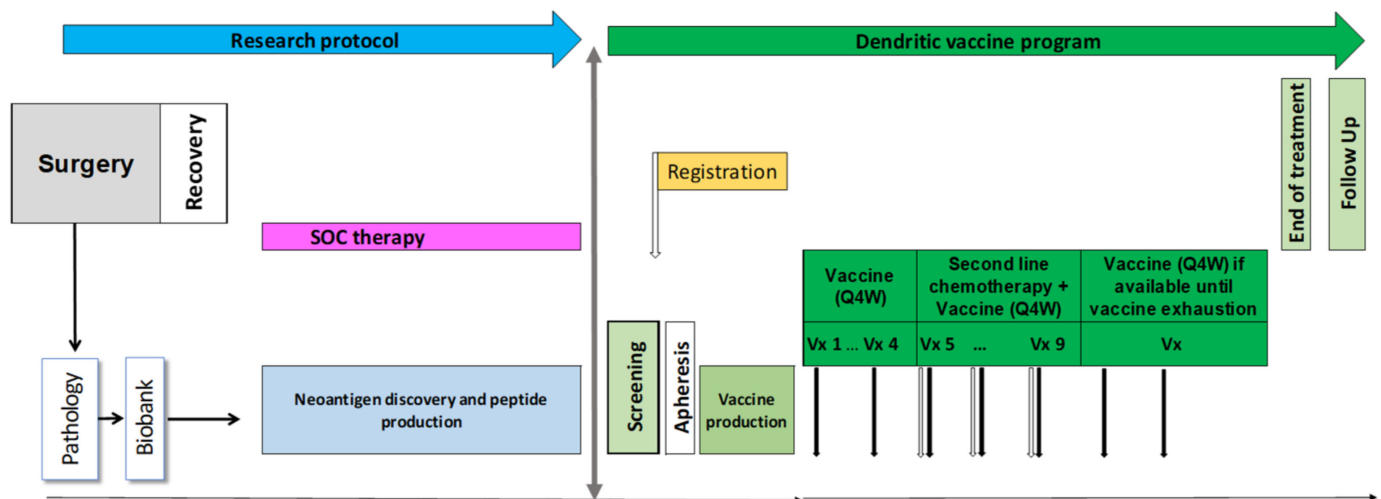 Research protocol
Dendritic vaccine program
Surgery
Recovery
Registration
End of treatment
Follow Up
SOC therapy
Vaccine
(Q4W)
Second line
chemotherapy +
Vaccine (Q4W)
Vaccine (Q4W) if
available until
vaccine exhaustion
Vx 1 ... Vx 4
Vx 5 ... Vx 9
Vx
Pathology
Biobank
Neoantigen discovery and peptide
production
Screening
Apheresis
Vaccine
production